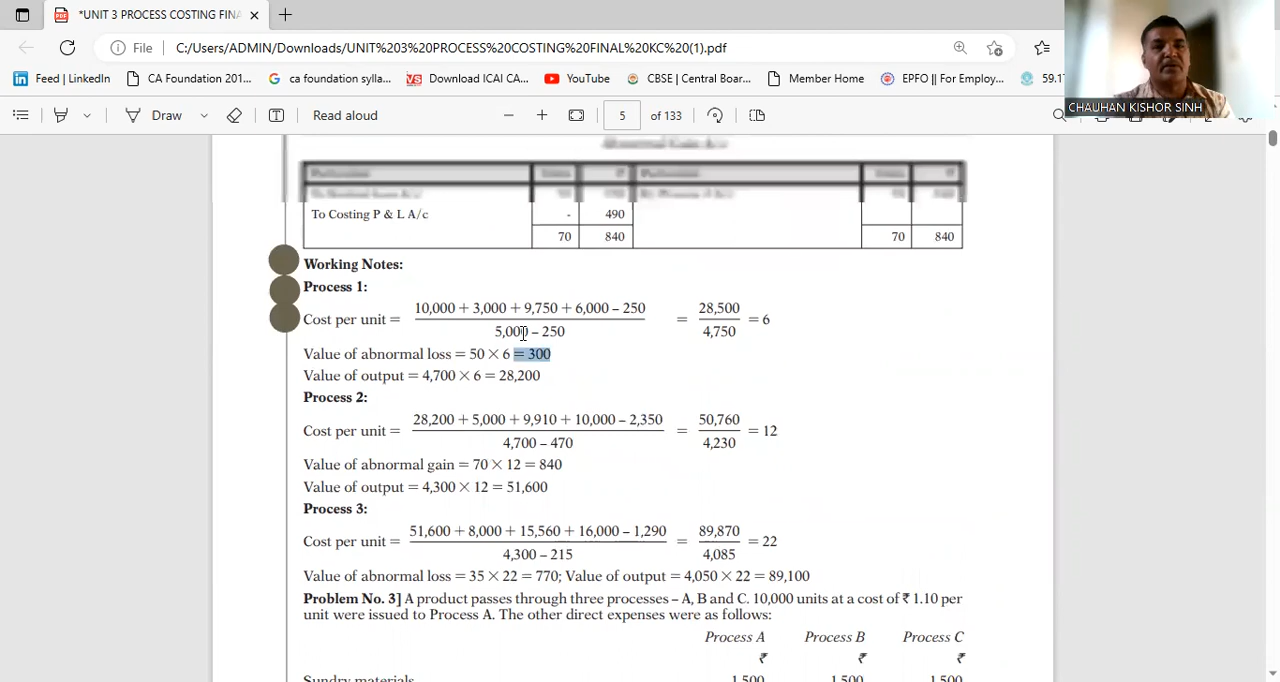 *UNIT 3 PROCESS COSTING FINA
File C:/Users/ADMIN/Downloads/UNIT%203%20PROCESS%20COSTING%20FINAL%20KC%20(1).pdf
Feed | LinkedIn CA Foundation 201... ca foundation sylla... Download ICAI CA... YouTube CBSE | Central Boar... Member Home EPFO || For Employ... 59.1
CHAUHAN KISHOR SINH
Draw Read aloud 5 of 133
To Costing P & L A/c - 490
70 840 70 840
Working Notes:
Process 1:
Cost per unit = 10,000 + 3,000 + 9,750 + 6,000 – 250 / 5,000 – 250 = 28,500 / 4,750 = 6
Value of abnormal loss = 50 × 6 = 300
Value of output = 4,700 × 6 = 28,200
Process 2:
Cost per unit = 28,200 + 5,000 + 9,910 + 10,000 – 2,350 / 4,700 – 470 = 50,760 / 4,230 = 12
Value of abnormal gain = 70 × 12 = 840
Value of output = 4,300 × 12 = 51,600
Process 3:
Cost per unit = 51,600 + 8,000 + 15,560 + 16,000 – 1,290 / 4,300 – 215 = 89,870 / 4,085 = 22
Value of abnormal loss = 35 × 22 = 770; Value of output = 4,050 × 22 = 89,100
Problem No. 3] A product passes through three processes – A, B and C. 10,000 units at a cost of ₹ 1.10 per
unit were issued to Process A. The other direct expenses were as follows:
Process A Process B Process C
₹ ₹ ₹
Sundry materials 1,500 1,500 1,500